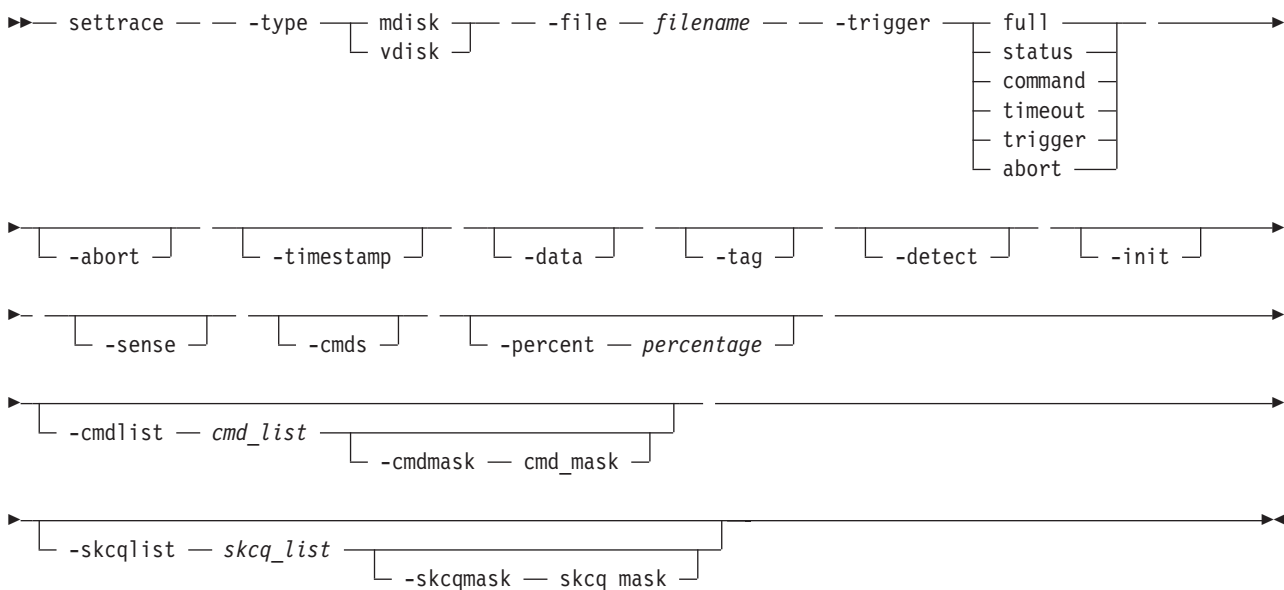 settrace -type mdisk -file filename -trigger full
vdisk status
command
timeout
trigger
abort
-abort -timestamp -data -tag -detect -init
-sense -cmds -percent percentage
-cmdlist cmd_list
-cmdmask cmd_mask
-skcqlist skcq_list
-skcqmask skcq mask